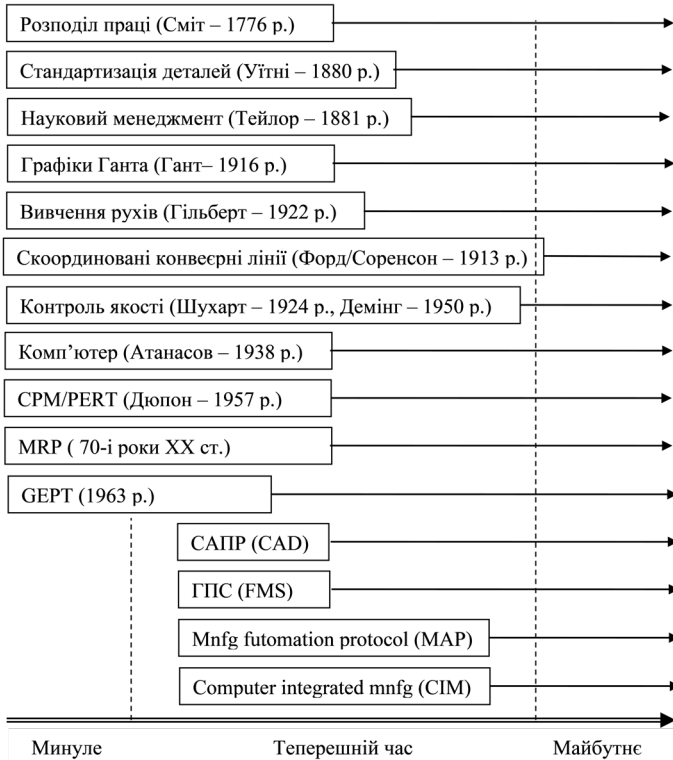 Розподіл праці (Сміт – 1776 р.)
Стандартизація деталей (Уїтні – 1880 р.)
Науковий менеджмент (Тейлор – 1881 р.)
Графіки Ганта (Гант– 1916 р.)
Вивчення рухів (Гільберт – 1922 р.)
Скоординовані конвеєрні лінії (Форд/Соренсон – 1913 р.)
Контроль якості (Шухарт – 1924 р., Демінг – 1950 р.)
Комп’ютер (Атанасов – 1938 р.)
CPM/PERT (Дюпон – 1957 р.)
MRP ( 70-і роки ХХ ст.)
GEPT (1963 р.)
САПР (CAD)
ГПС (FMS)
Mnfg futomation protocol (MAP)
Computer integrated mnfg (CIM)
Минуле Теперешній час Майбутнє